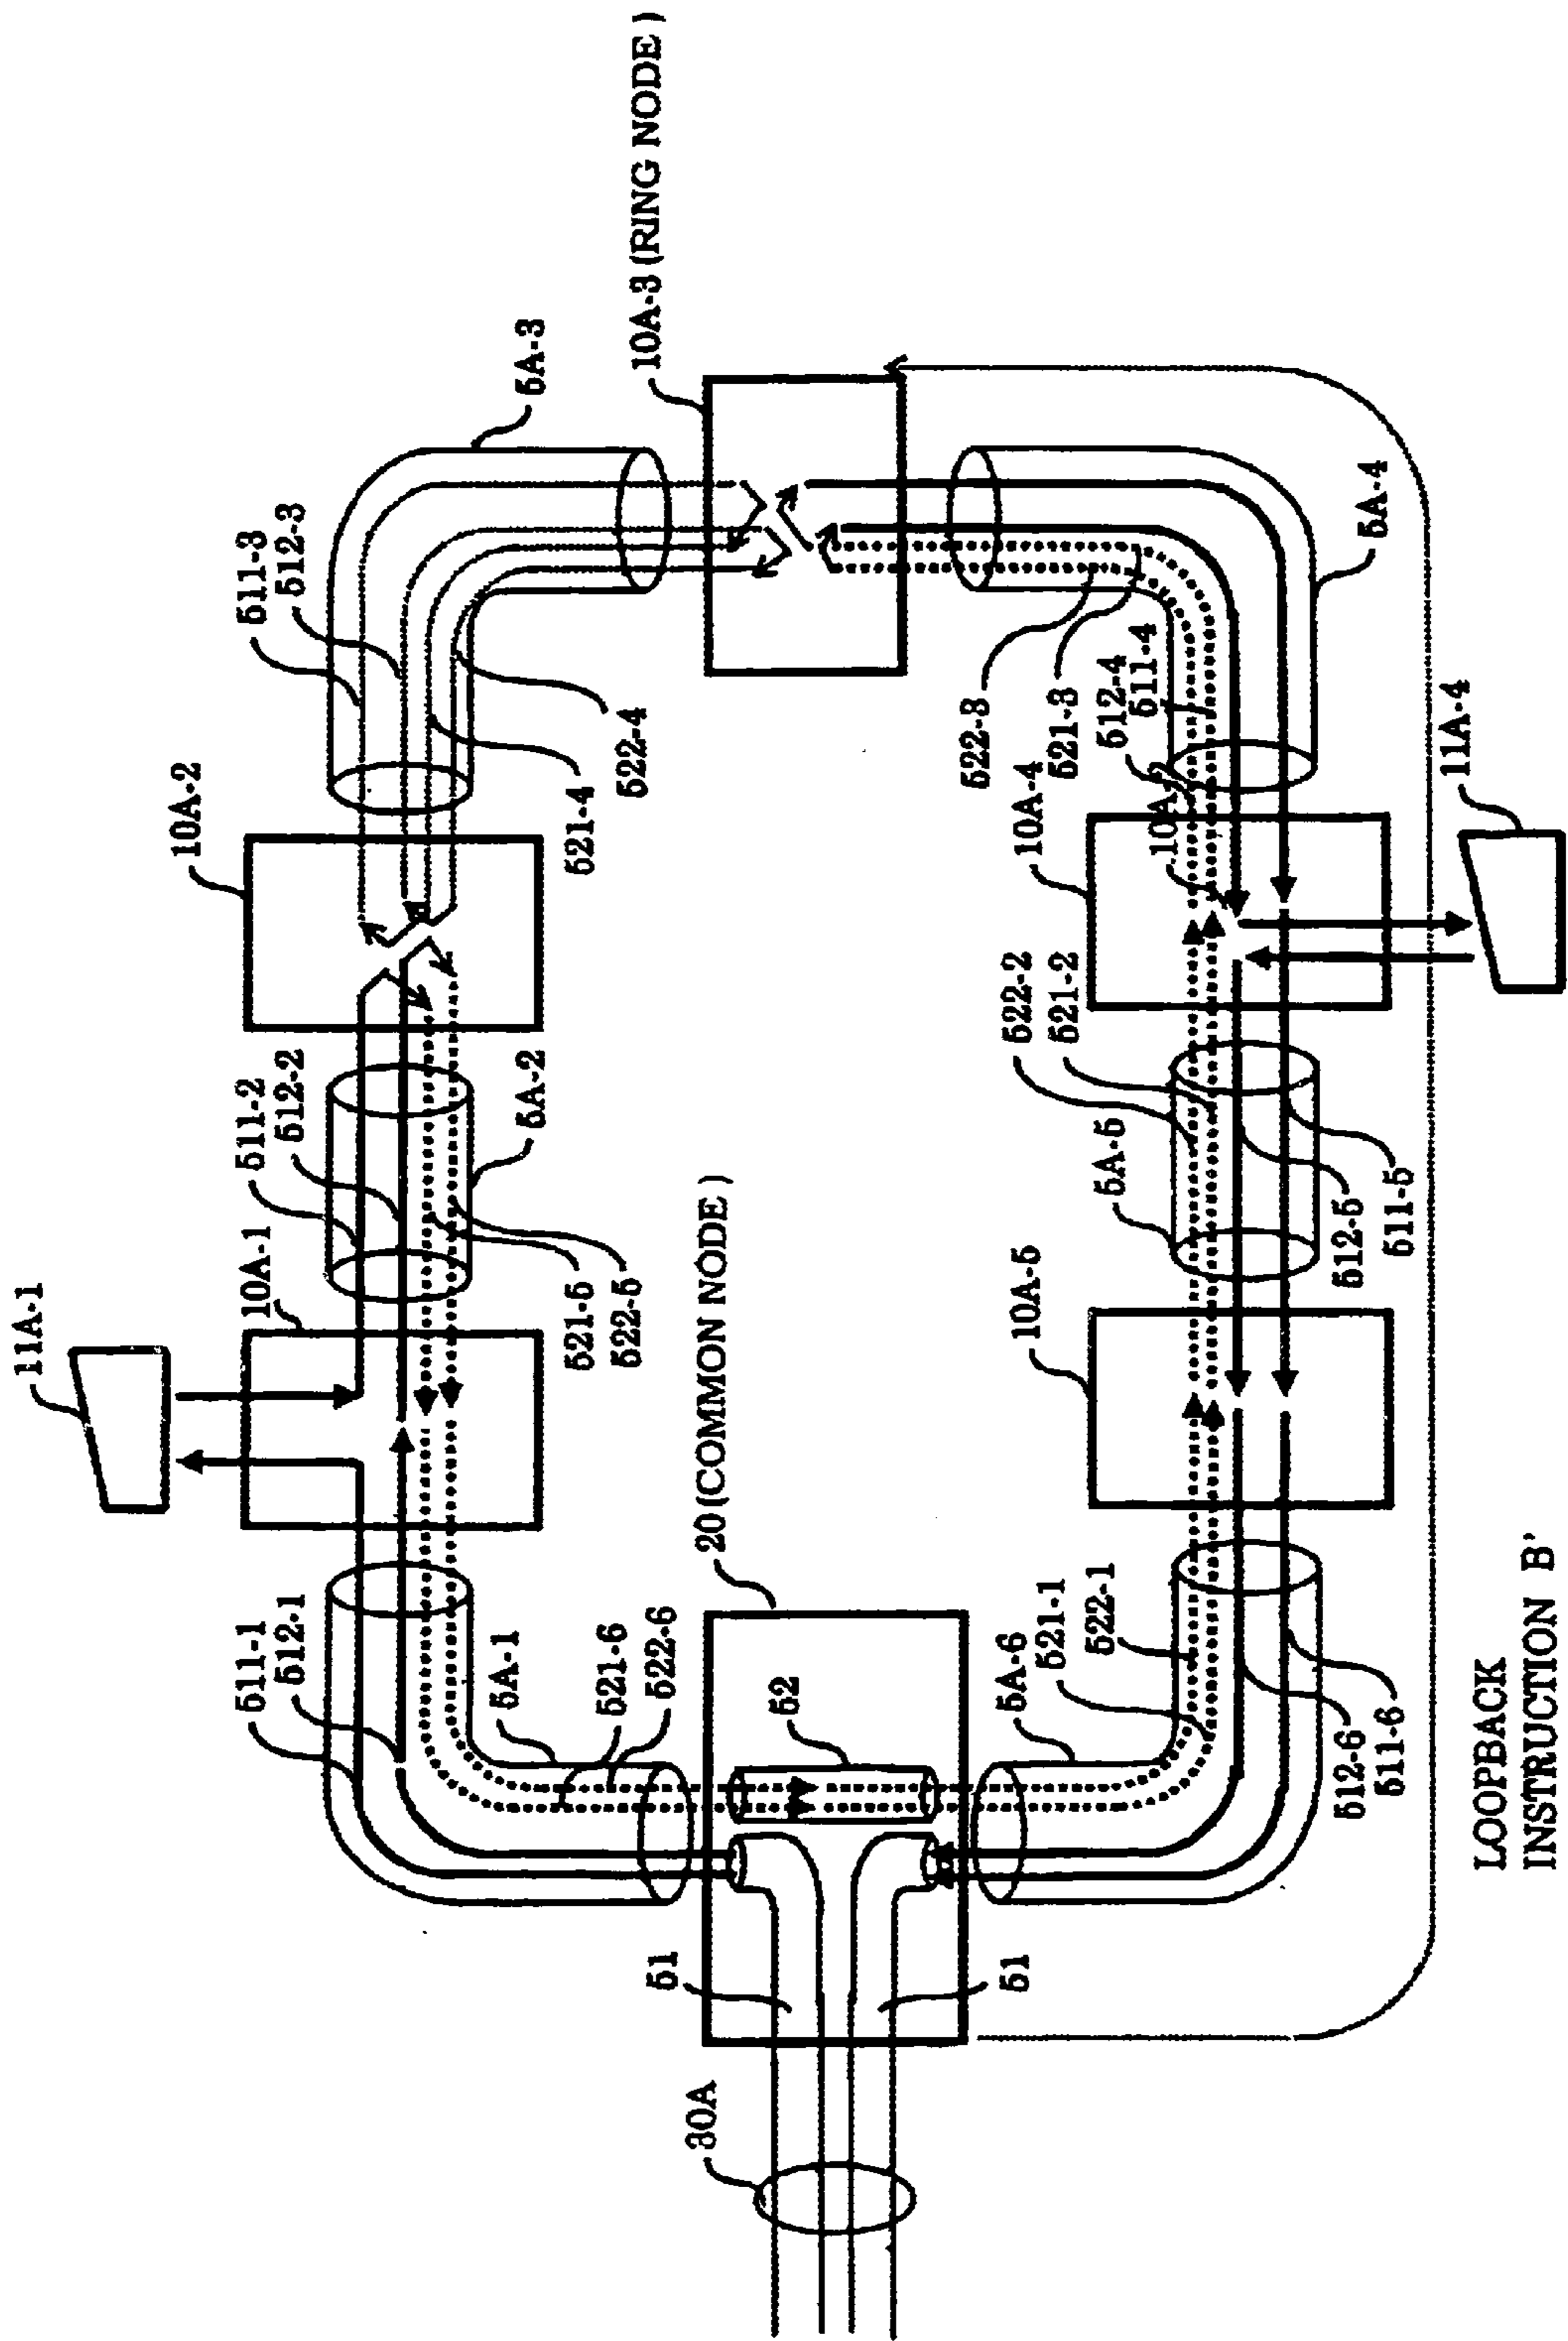 11A-1
10A-1
511-1
512-1
511-2
512-2
10A-2
511-3
512-3
5A-3
5A-1
521-6
522-6
521-5
522-5
5A-2
521-4
522-4
10A-3 (RING NODE)
30A
51
51
52
20 (COMMON NODE)
5A-6
521-1
522-1
10A-5
5A-5
522-2
521-2
10A-4
10A-2
512-4
511-4
522-3
521-3
5A-4
512-6
511-6
512-5
511-5
11A-4
LOOPBACK
INSTRUCTION B'